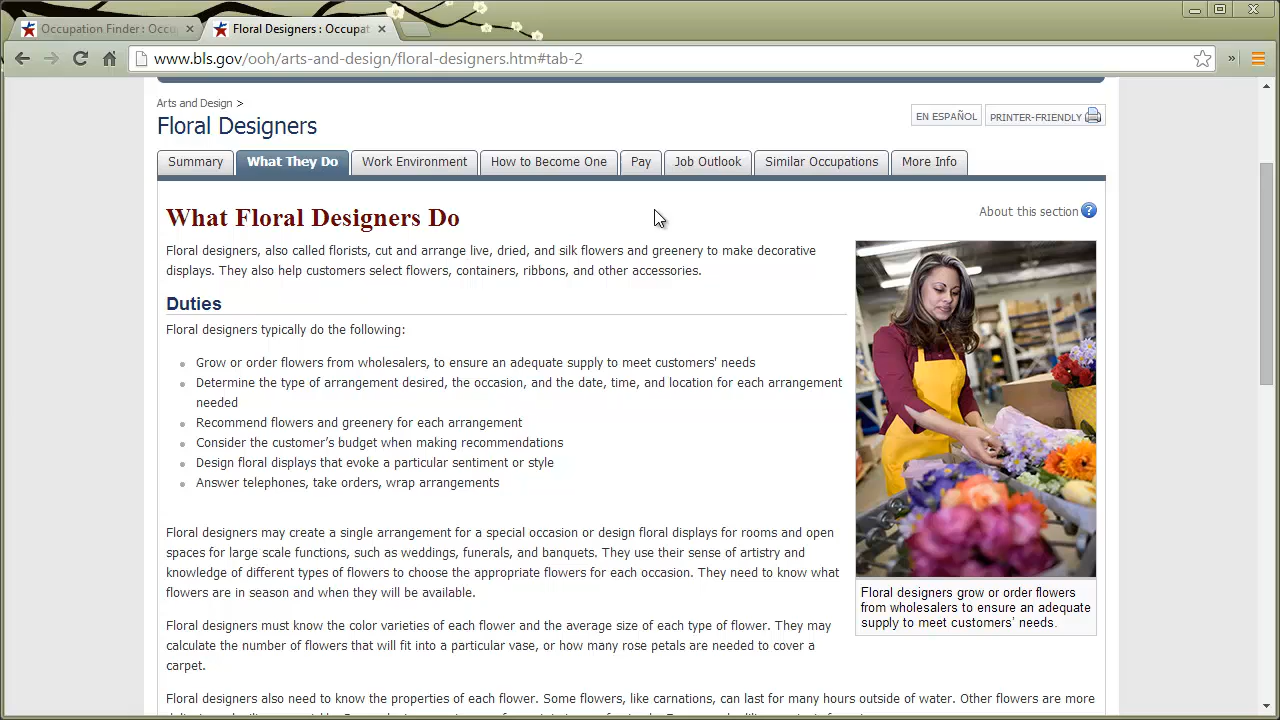 Occupation Finder : Occu
Floral Designers : Occupat
www.bls.gov/ooh/arts-and-design/floral-designers.htm#tab-2
»
Arts and Design >
Floral Designers
EN ESPAÑOL
PRINTER-FRIENDLY
Summary
What They Do
Work Environment
How to Become One
Pay
Job Outlook
Similar Occupations
More Info
What Floral Designers Do
About this section ?
Floral designers, also called florists, cut and arrange live, dried, and silk flowers and greenery to make decorative
displays. They also help customers select flowers, containers, ribbons, and other accessories.
Duties
Floral designers typically do the following:
Grow or order flowers from wholesalers, to ensure an adequate supply to meet customers' needs
Determine the type of arrangement desired, the occasion, and the date, time, and location for each arrangement
needed
Recommend flowers and greenery for each arrangement
Consider the customer's budget when making recommendations
Design floral displays that evoke a particular sentiment or style
Answer telephones, take orders, wrap arrangements
Floral designers grow or order flowers
from wholesalers to ensure an adequate
supply to meet customers' needs.
Floral designers may create a single arrangement for a special occasion or design floral displays for rooms and open
spaces for large scale functions, such as weddings, funerals, and banquets. They use their sense of artistry and
knowledge of different types of flowers to choose the appropriate flowers for each occasion. They need to know what
flowers are in season and when they will be available.
Floral designers must know the color varieties of each flower and the average size of each type of flower. They may
calculate the number of flowers that will fit into a particular vase, or how many rose petals are needed to cover a
carpet.
Floral designers also need to know the properties of each flower. Some flowers, like carnations, can last for many hours outside of water. Other flowers are more